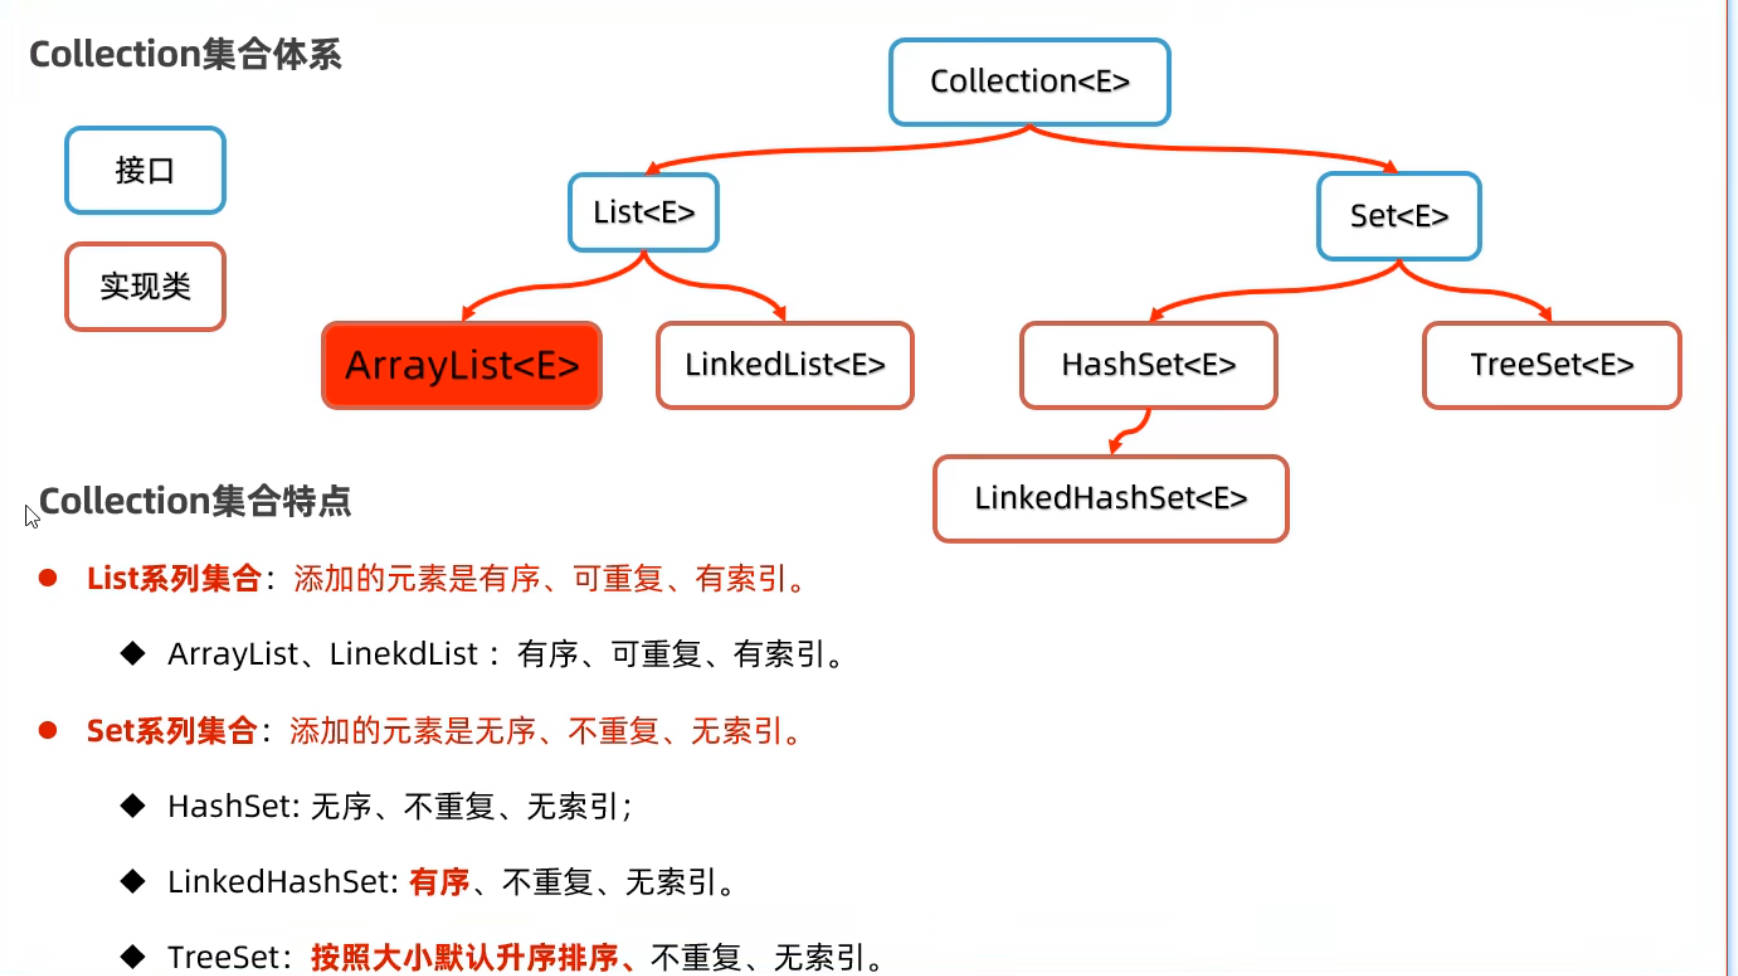 Collection集合体系
Collection<E>
接口
List<E>
Set<E>
实现类
ArrayList<E>
LinkedList<E>
HashSet<E>
TreeSet<E>
LinkedHashSet<E>
Collection集合特点
List系列集合：添加的元素是有序、可重复、有索引。
ArrayList、LinekdList ：有序、可重复、有索引。
Set系列集合：添加的元素是无序、不重复、无索引。
HashSet: 无序、不重复、无索引；
LinkedHashSet: 有序、不重复、无索引。
TreeSet：按照大小默认升序排序、不重复、无索引。